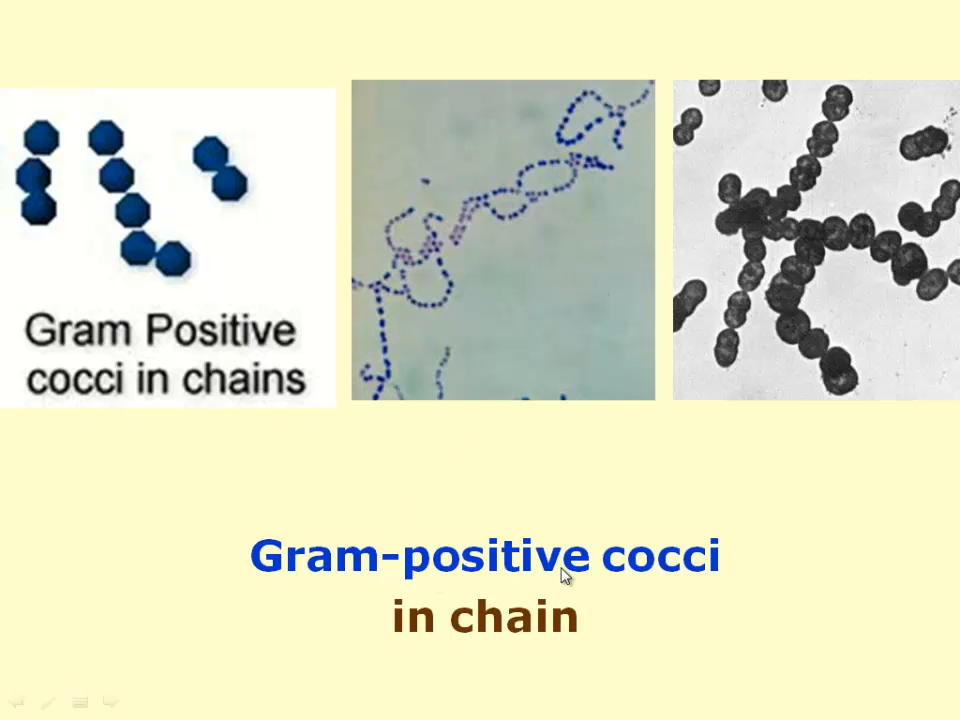 Gram Positive
cocci in chains
Gram-positive cocci
in chain